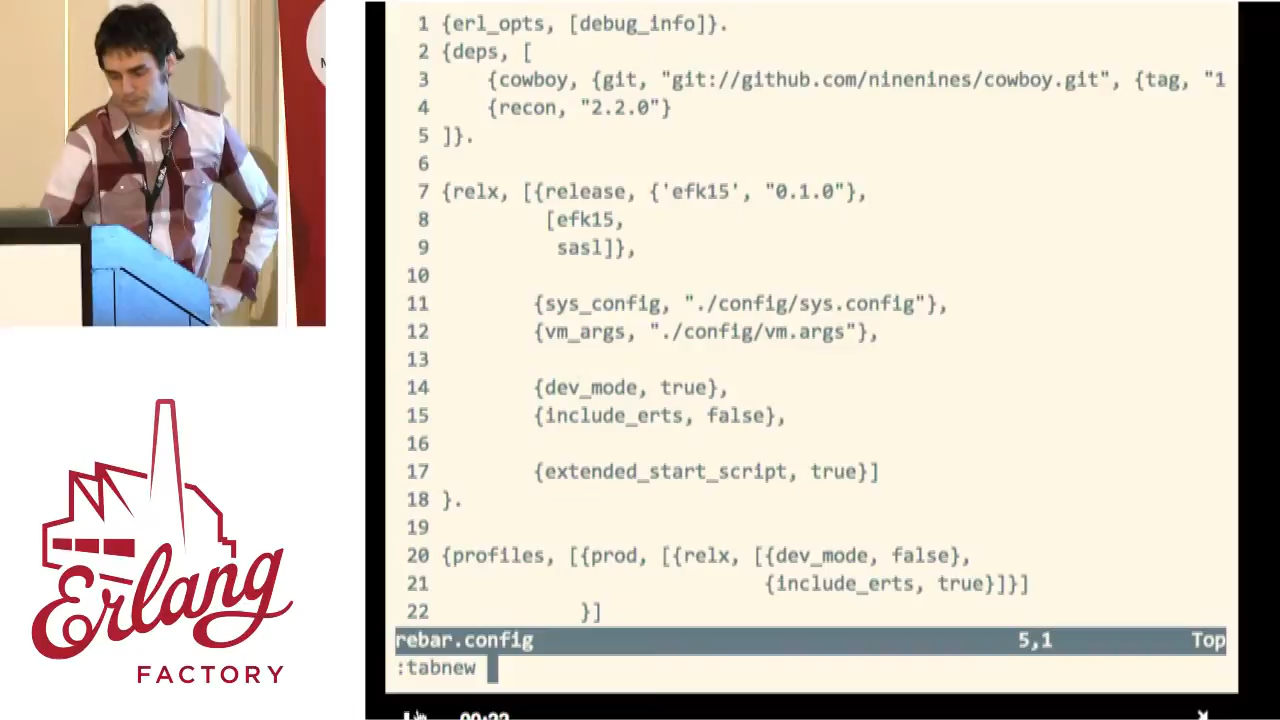 1 {erl_opts, [debug_info]}.
2 {deps, [
3     {cowboy, {git, "git://github.com/ninenines/cowboy.git", {tag, "1
4     {recon, "2.2.0"}
5 ]}.
6
7 {relx, [{release, {'efk15', "0.1.0"},
8          [efk15,
9           sasl]},
10
11         {sys_config, "./config/sys.config"},
12         {vm_args, "./config/vm.args"},
13
14         {dev_mode, true},
15         {include_erts, false},
16
17         {extended_start_script, true}]
18 }.
19
20 {profiles, [{prod, [{relx, [{dev_mode, false},
21                             {include_erts, true}]}]
22             }]
rebar.config 5,1 Top
:tabnew
Erlang
FACTORY